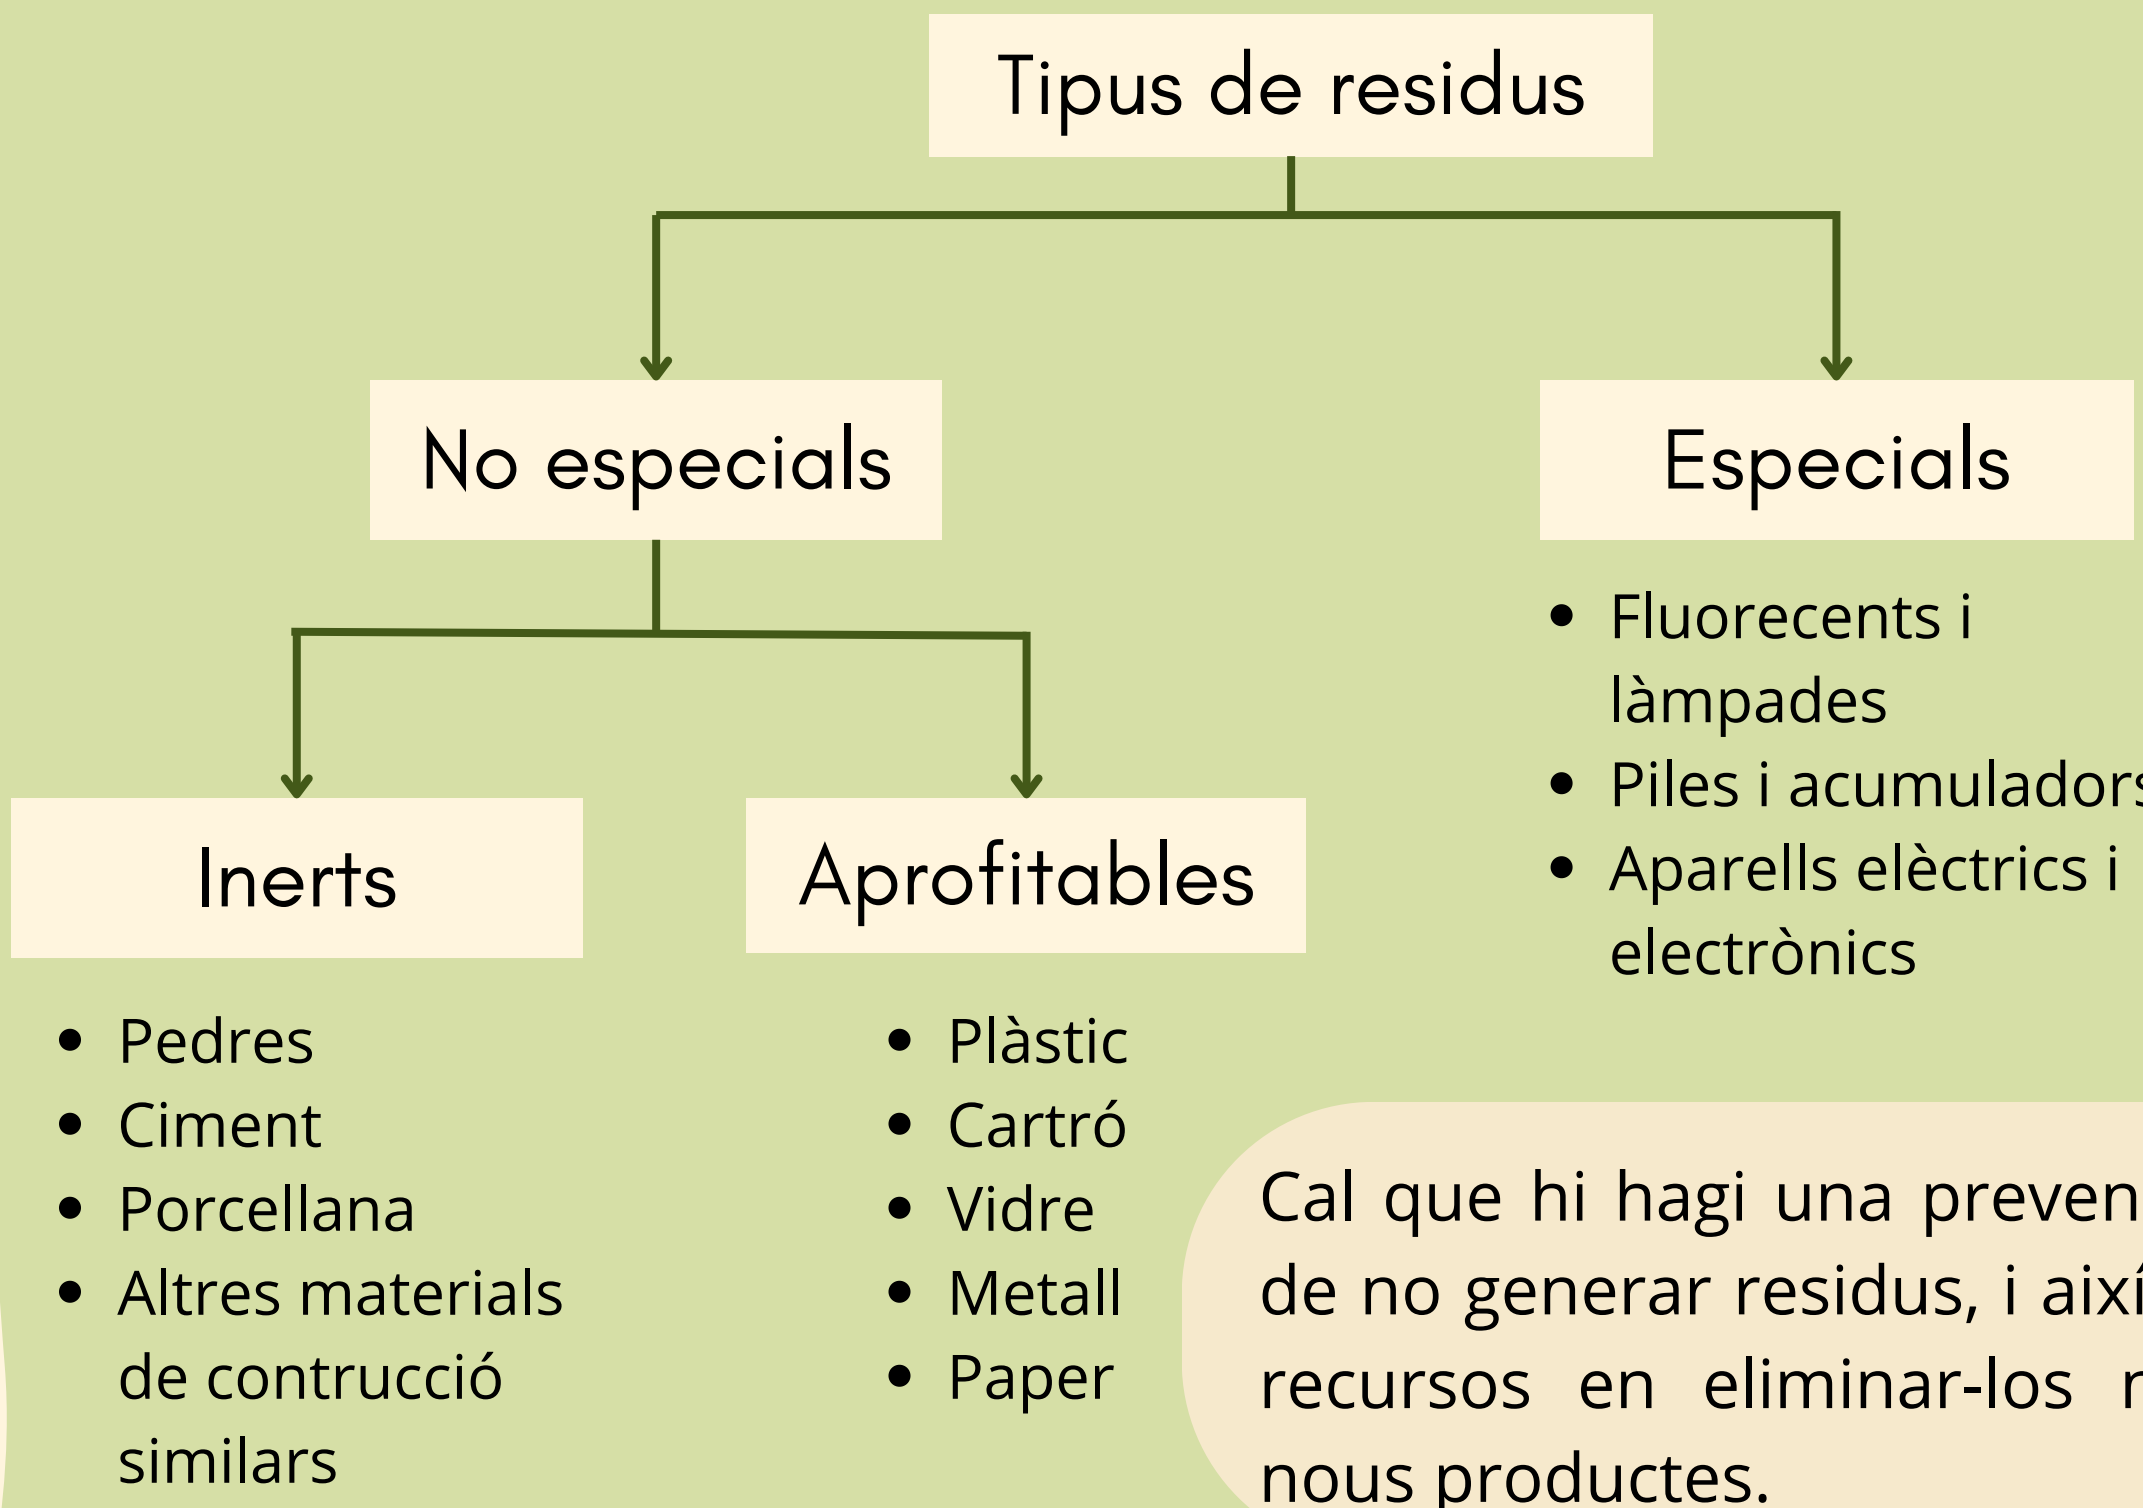 Tipus de residus
No especials
Especials
• Fluorecents i
làmpades
• Piles i acumuladors
• Aparells elèctrics i
electrònics
Inerts
Aprofitables
• Pedres
• Ciment
• Porcellana
• Altres materials
de contrucció
similars
• Plàstic
• Cartró
• Vidre
• Metall
• Paper
Cal que hi hagi una preven
de no generar residus, i així
recursos en eliminar-los
nous productes.